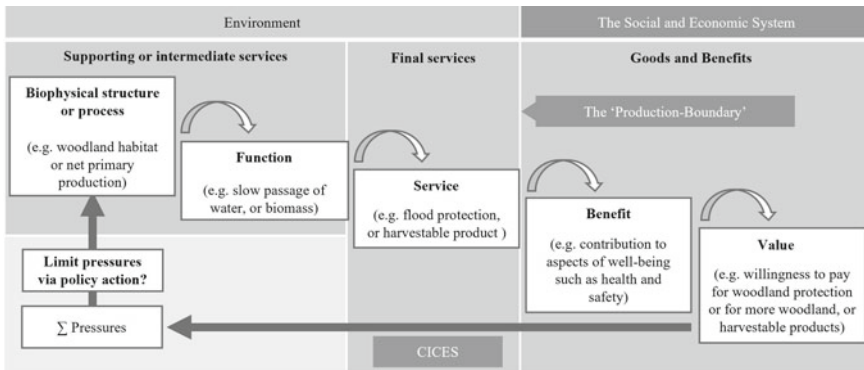 Environment
The Social and Economic System
Supporting or intermediate services
Final services
Goods and Benefits
Biophysical structure
or process
(e.g. woodland habitat
or net primary
production)
The ‘Production-Boundary’
Function
(e.g. slow passage of
water, or biomass)
Service
(e.g. flood protection,
or harvestable product )
Benefit
(e.g. contribution to
aspects of well-being
such as health and
safety)
Value
(e.g. willingness to pay
for woodland protection
or for more woodland, or
harvestable products)
Limit pressures
via policy action?
∑ Pressures
CICES